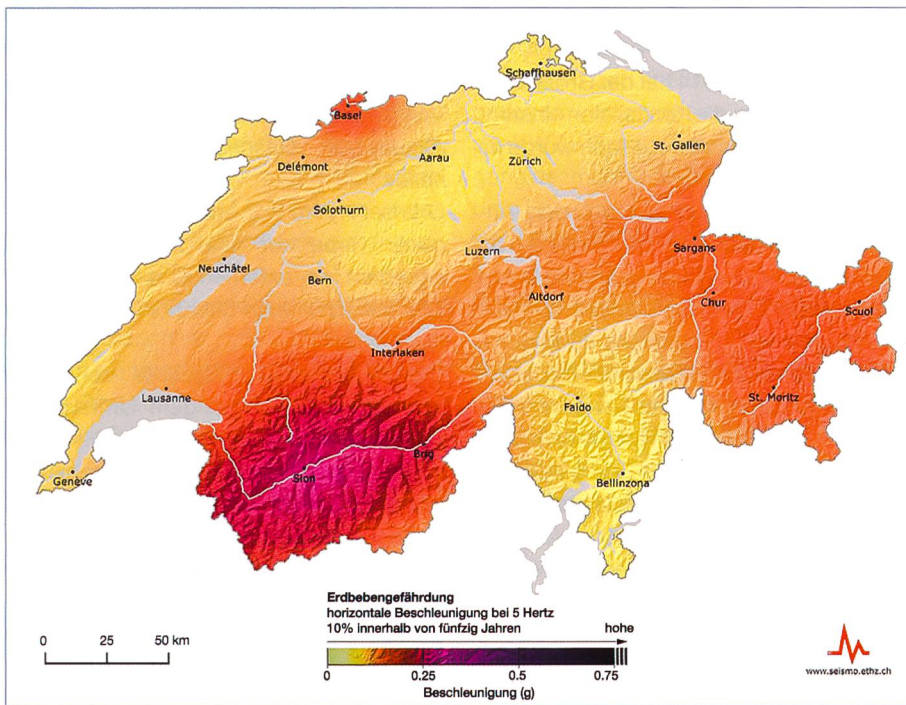 Schaffhausen
Basel
St. Gallen
Aarau
Zürich
Delémont
Solothurn
Luzern
Sargans
Neuchâtel
Bern
Altdorf
Chur
Scuol
Interlaken
Lausanne
Faido
St. Moritz
Brig
Sion
Genève
Bellinzona
Erdbebengefährdung
horizontale Beschleunigung bei 5 Hertz
10% innerhalb von fünfzig Jahren
hohe
0 25 50 km
0 0.25 0.5 0.75
Beschleunigung (g)
www.seismo.ethz.ch